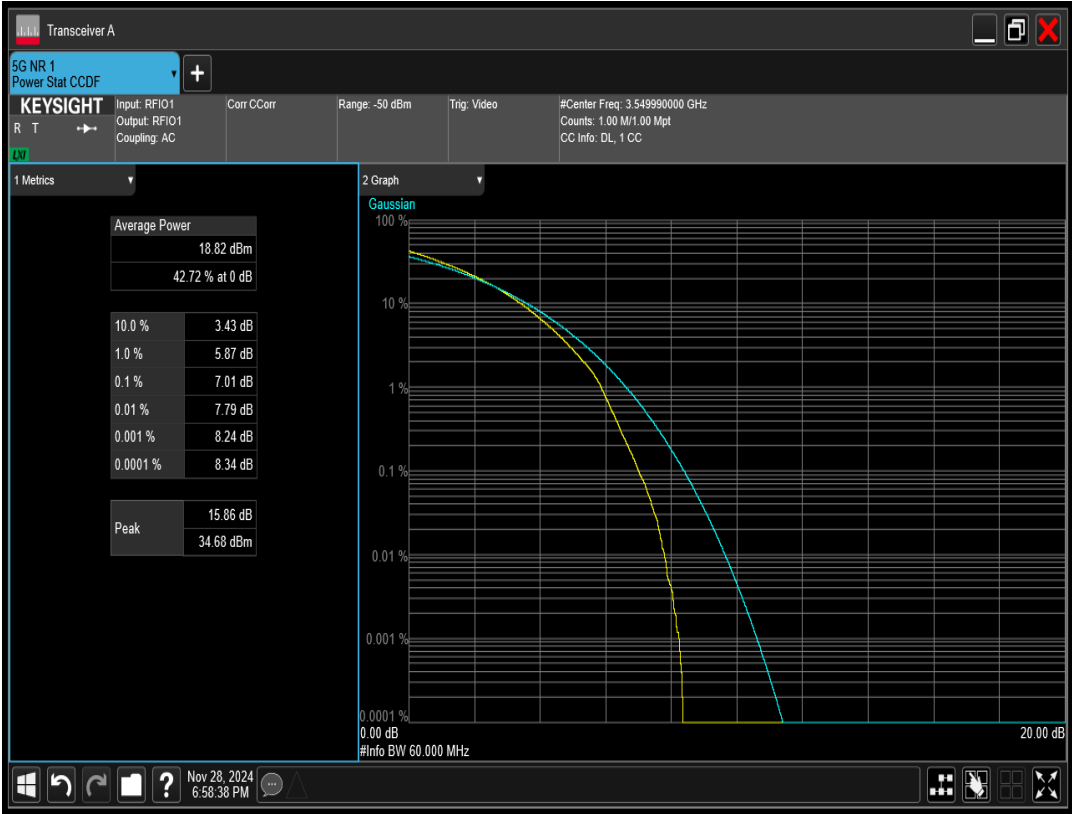 Transceiver A
5G NR 1
Power Stat CCDF
KEYSIGHT
R T
LXI
Input: RFIO1
Output: RFIO1
Coupling: AC
Corr CCorr
Range: -50 dBm
Trig: Video
#Center Freq: 3.549990000 GHz
Counts: 1.00 M/1.00 Mpt
CC Info: DL, 1 CC
1 Metrics
Average Power
18.82 dBm
42.72 % at 0 dB
10.0 % 3.43 dB
1.0 % 5.87 dB
0.1 % 7.01 dB
0.01 % 7.79 dB
0.001 % 8.24 dB
0.0001 % 8.34 dB
Peak
15.86 dB
34.68 dBm
2 Graph
Gaussian
100 %
10 %
1 %
0.1 %
0.01 %
0.001 %
0.0001 %
0.00 dB
20.00 dB
#Info BW 60.000 MHz
?
Nov 28, 2024
6:58:38 PM